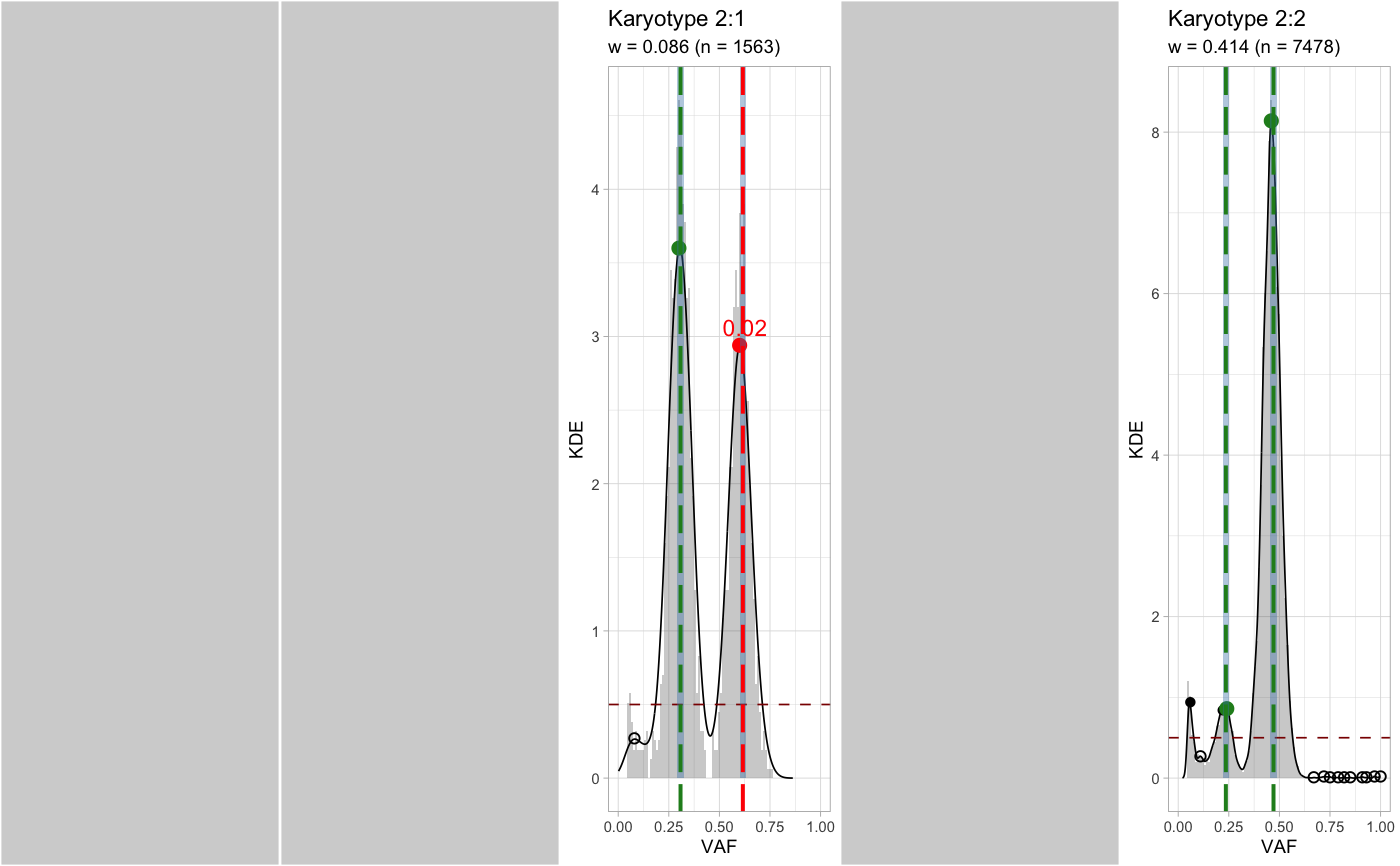 Karyotype 2:1
w = 0.086 (n = 1563)
KDE
4
3
2
1
0
0.02
0.00 0.25 0.50 0.75 1.00
VAF
Karyotype 2:2
w = 0.414 (n = 7478)
KDE
8
6
4
2
0
0.00 0.25 0.50 0.75 1.00
VAF